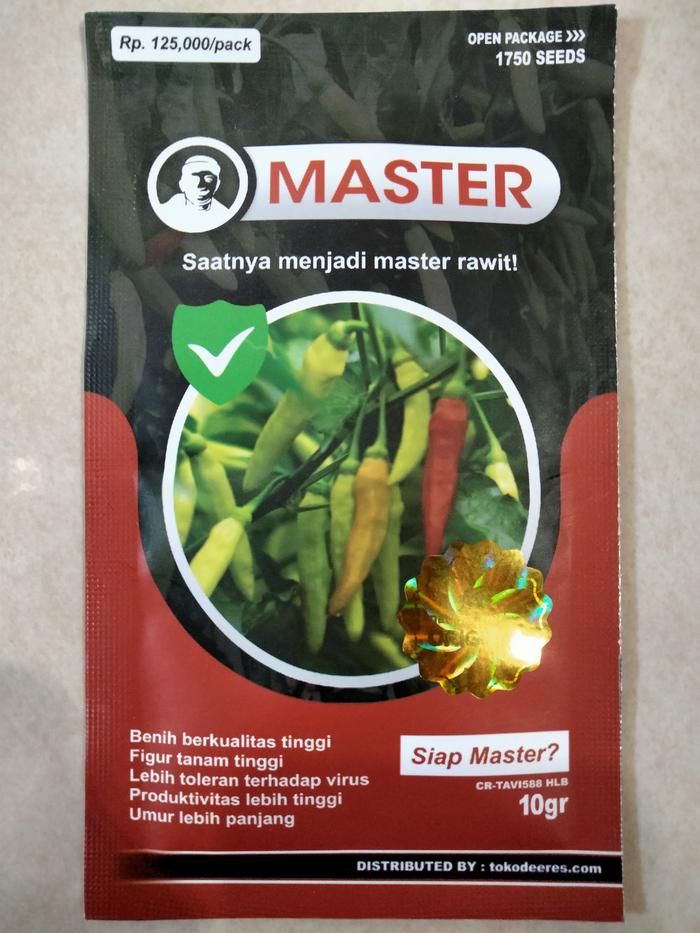 Rp. 125,000/pack
OPEN PACKAGE >>>
1750 SEEDS
MASTER
Saatnya menjadi master rawit!
Benih berkualitas tinggi
Figur tanam tinggi
Lebih toleran terhadap virus
Produktivitas lebih tinggi
Umur lebih panjang
Siap Master?
CR-TAVI588 HLB
10gr
DISTRIBUTED BY : tokodeeres.com